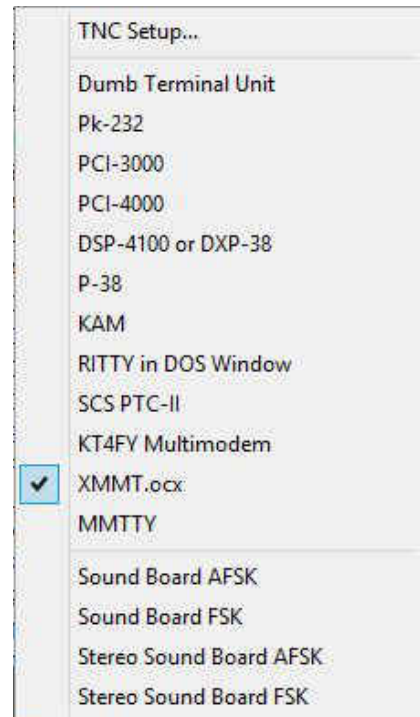 TNC Setup...
Dumb Terminal Unit
Pk-232
PCI-3000
PCI-4000
DSP-4100 or DXP-38
P-38
KAM
RITTY in DOS Window
SCS PTC-II
KT4FY Multimodem
XMMT.ocx
MMTTY
Sound Board AFSK
Sound Board FSK
Stereo Sound Board AFSK
Stereo Sound Board FSK